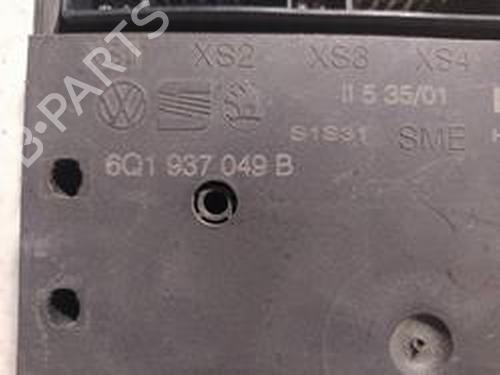 XS2 XS3 XS4
II 5 35/01
S1S31 SME
6Q1 937 049 B
B-PARTS